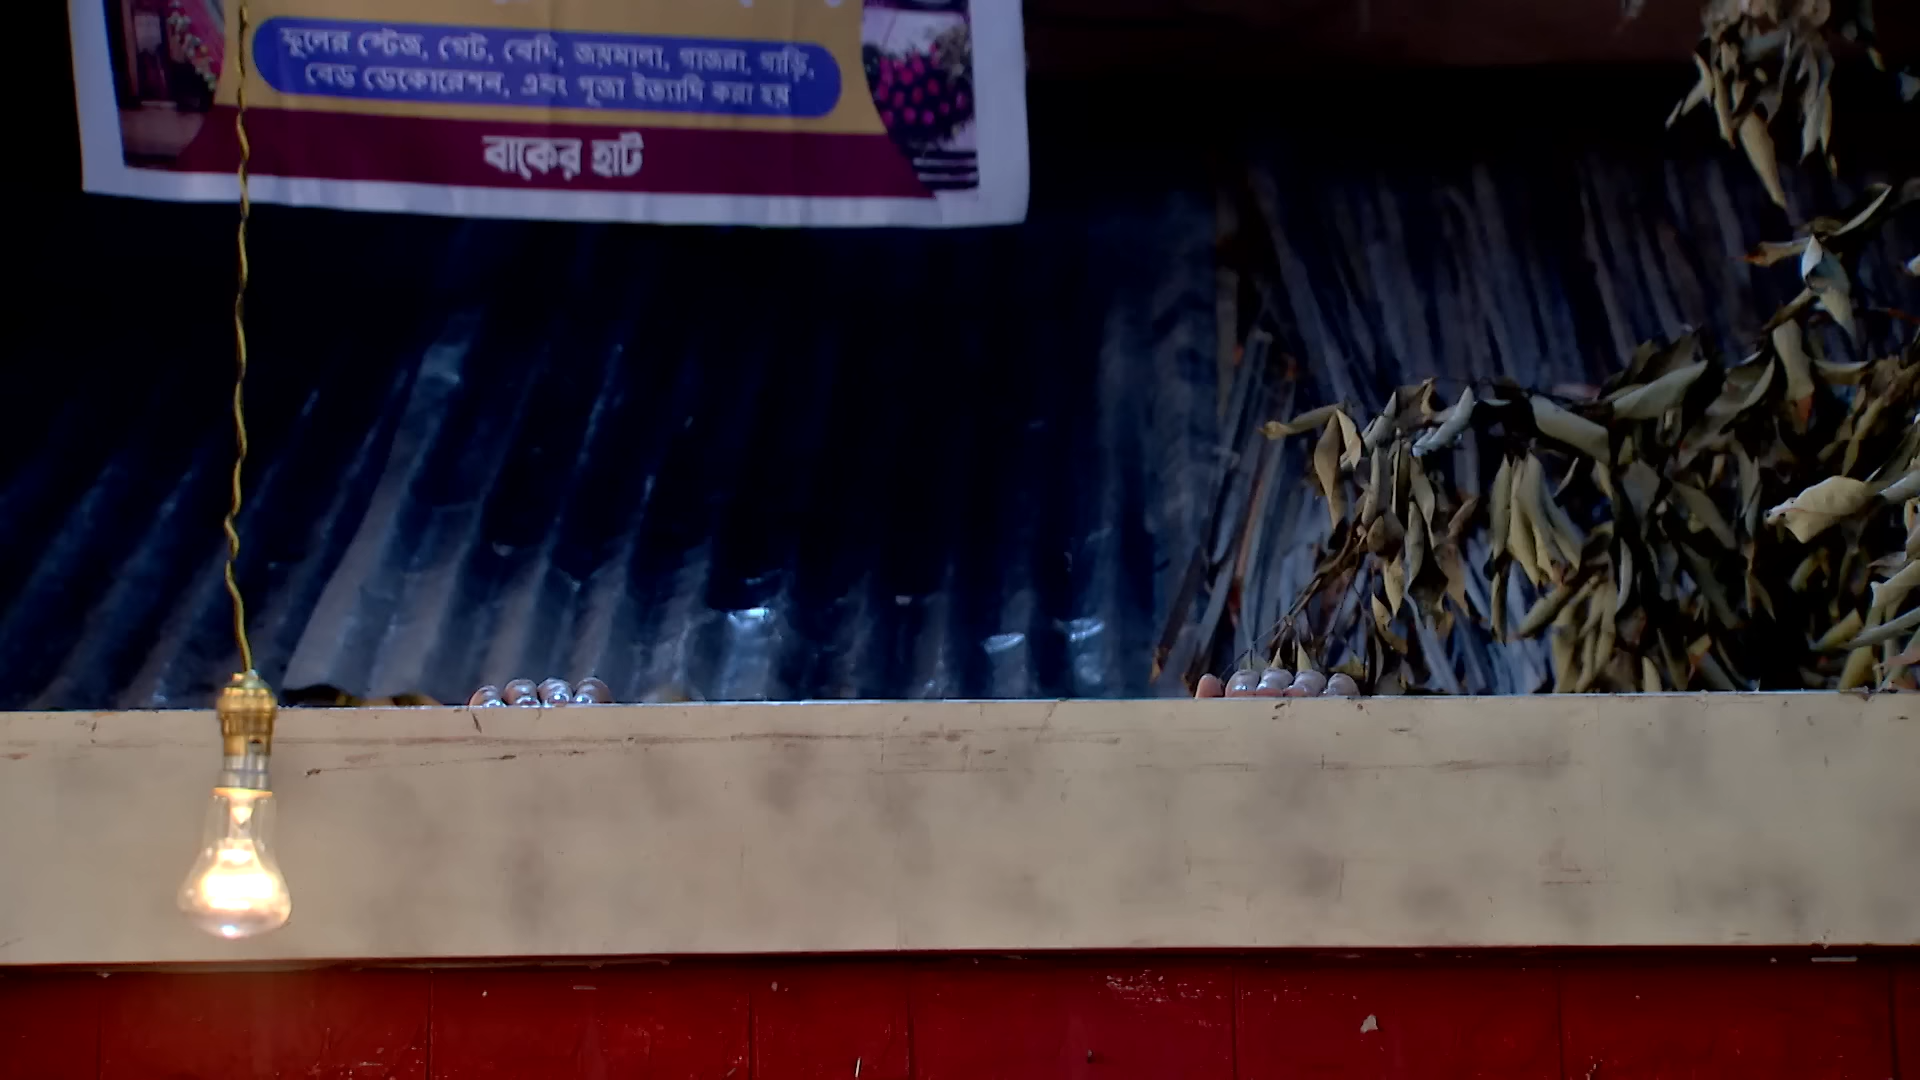 ফুলের স্টেজ, গেট, বেদি, জয়মালা, গাজরা, গাড়ি,
বেড ডেকোরেশন, এবং পূজা ইত্যাদি করা হয়
বাকের হাট